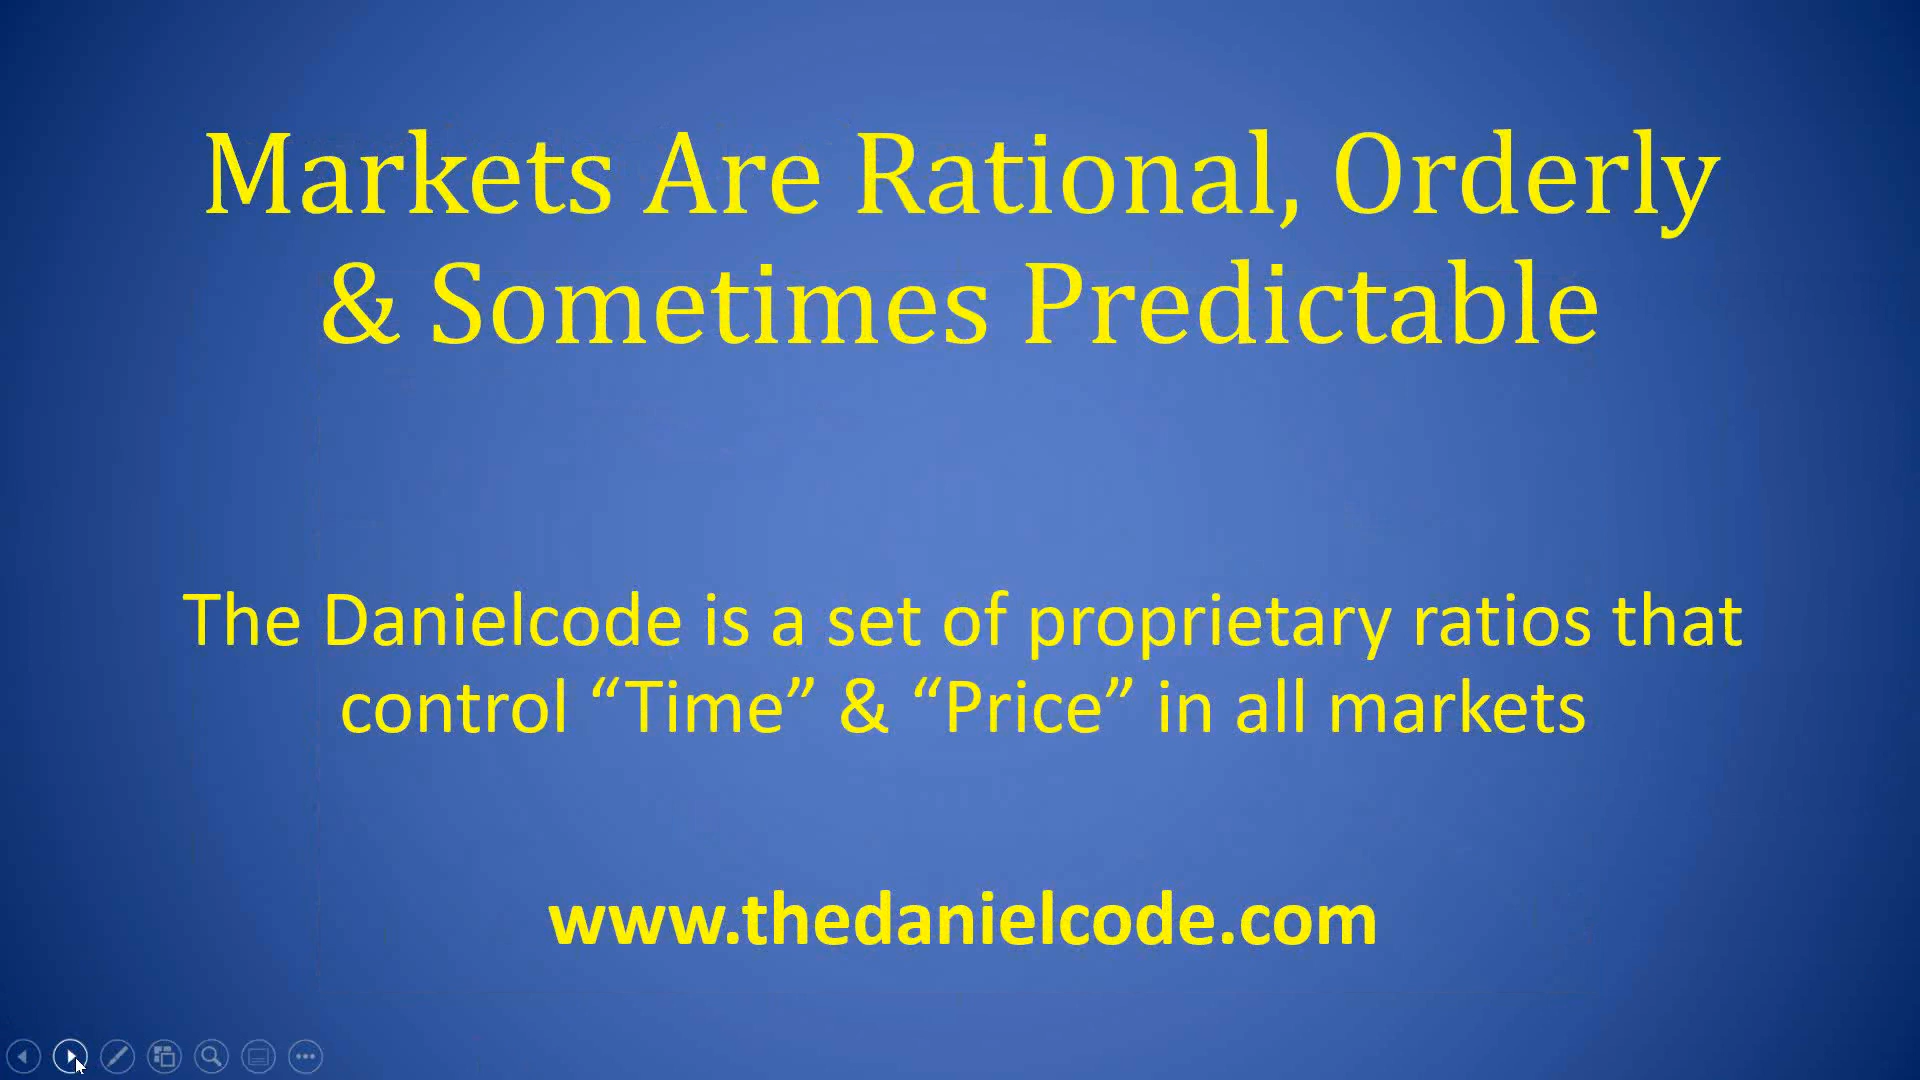 Markets Are Rational, Orderly
& Sometimes Predictable
The Danielcode is a set of proprietary ratios that
control “Time” & “Price” in all markets
www.thedanielcode.com